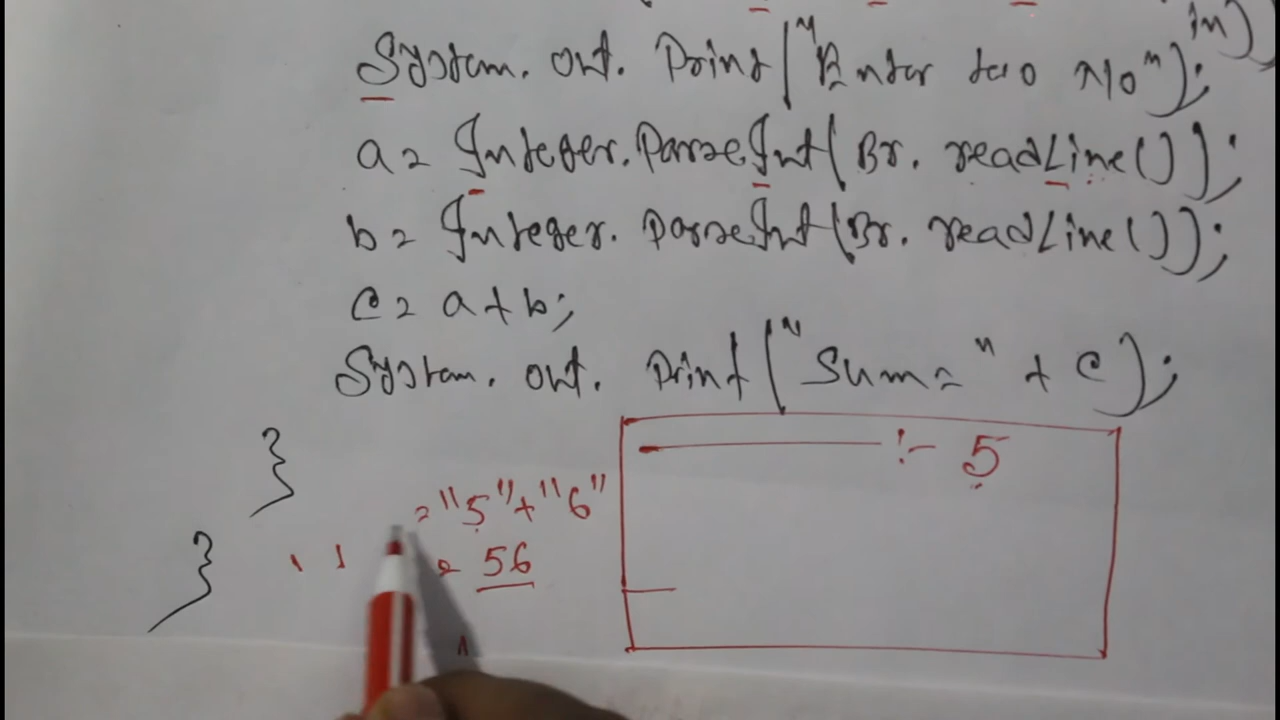 in)
System. out. Print("Enter two No");
a = Integer.ParseInt(Br. readLine());
b = Integer. ParseInt(Br. readLine());
c = a + b;
System. out. Print("Sum = " + c);
}
:- 5
= "5" + "6"
}
= 56